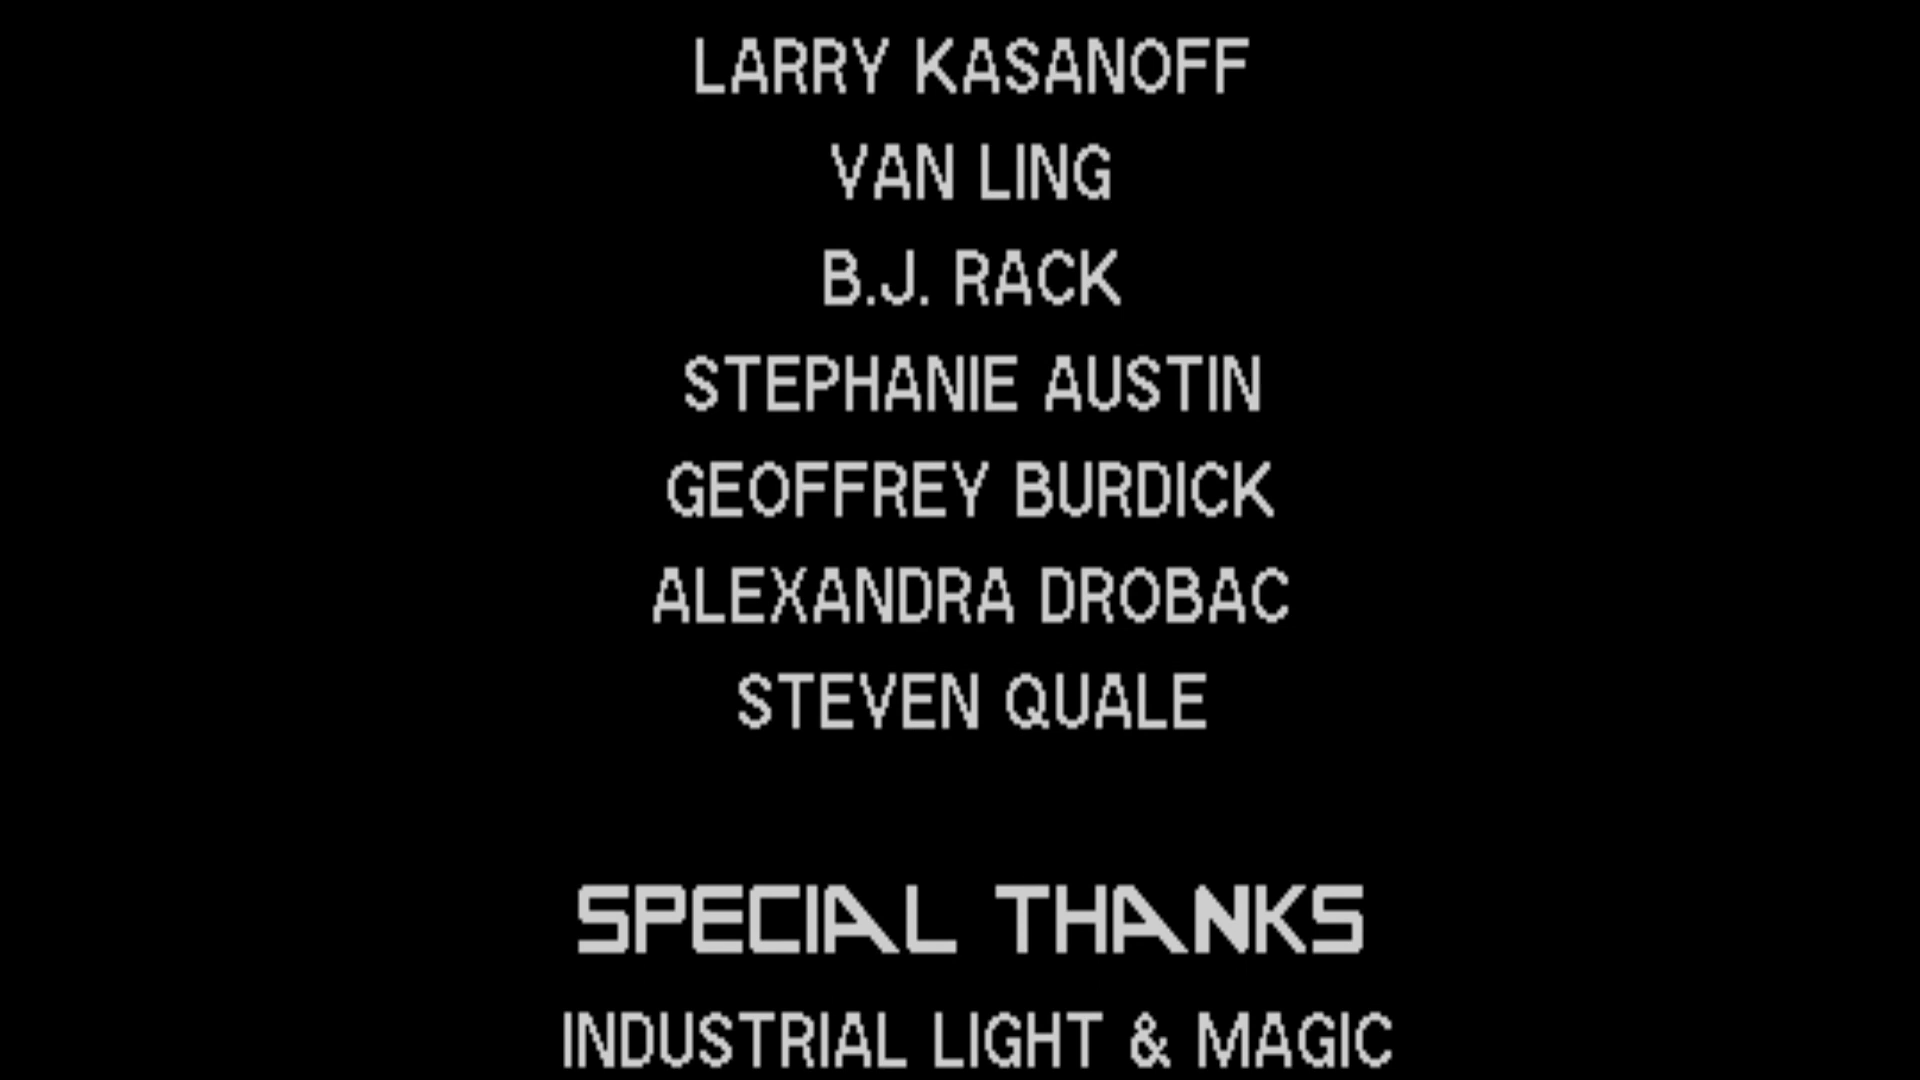 LARRY KASANOFF
VAN LING
B.J. RACK
STEPHANIE AUSTIN
GEOFFREY BURDICK
ALEXANDRA DROBAC
STEVEN QUALE
SPECIAL THANKS
INDUSTRIAL LIGHT & MAGIC